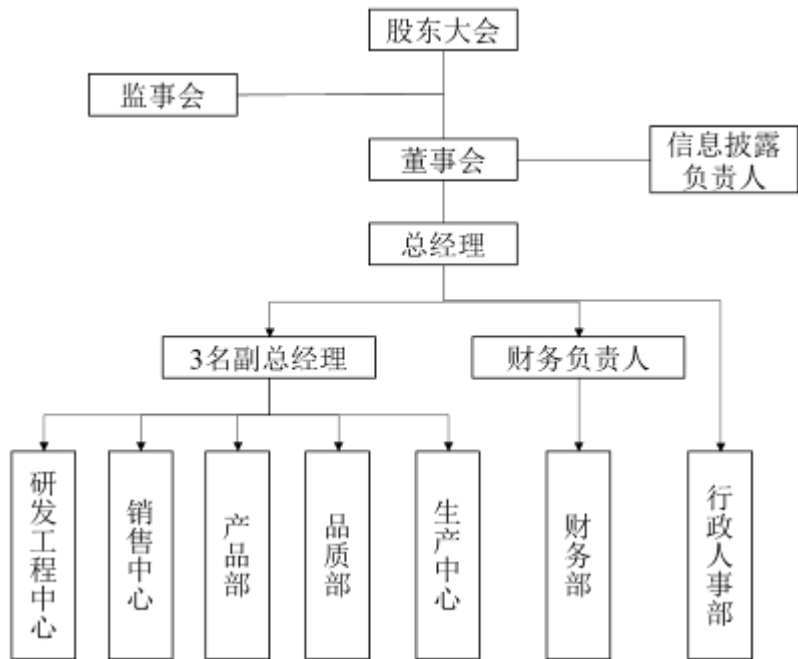 股东大会
监事会
董事会
信息披露
负责人
总经理
3名副总经理
财务负责人
研发工程中心
销售中心
产品部
品质部
生产中心
财务部
行政人事部